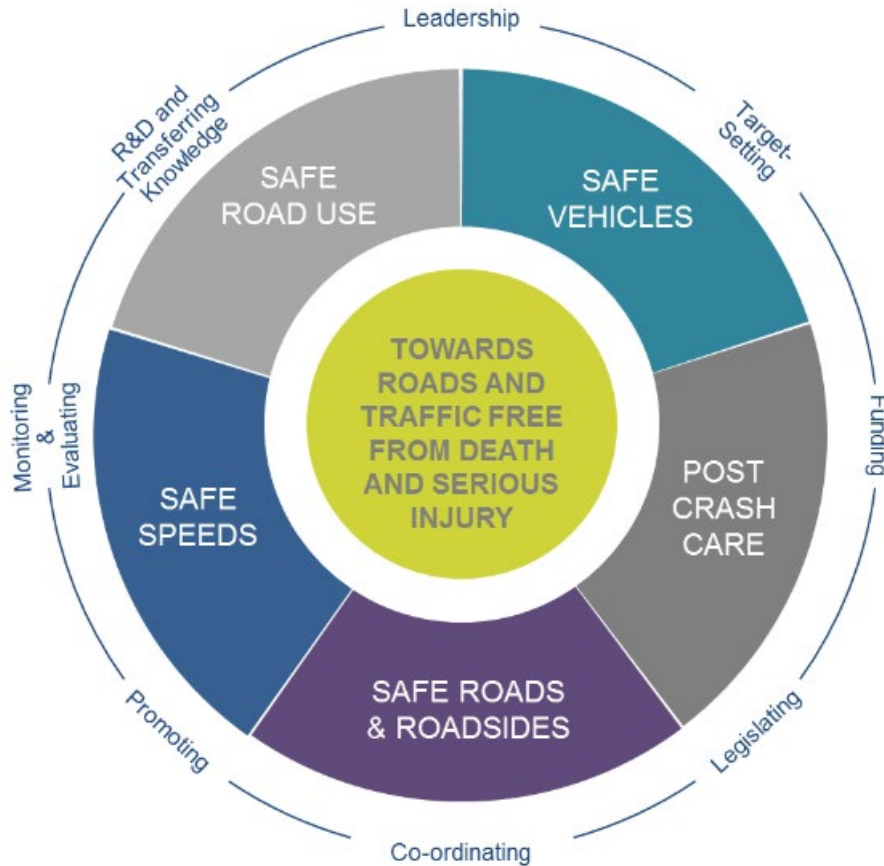 Leadership
R&D and
Transferring
Knowledge
Target-
Setting
SAFE
ROAD USE
SAFE
VEHICLES
TOWARDS
ROADS AND
TRAFFIC FREE
FROM DEATH
AND SERIOUS
INJURY
Monitoring
&
Evaluating
Funding
SAFE
SPEEDS
POST
CRASH
CARE
SAFE ROADS
& ROADSIDES
Promoting
Legislating
Co-ordinating